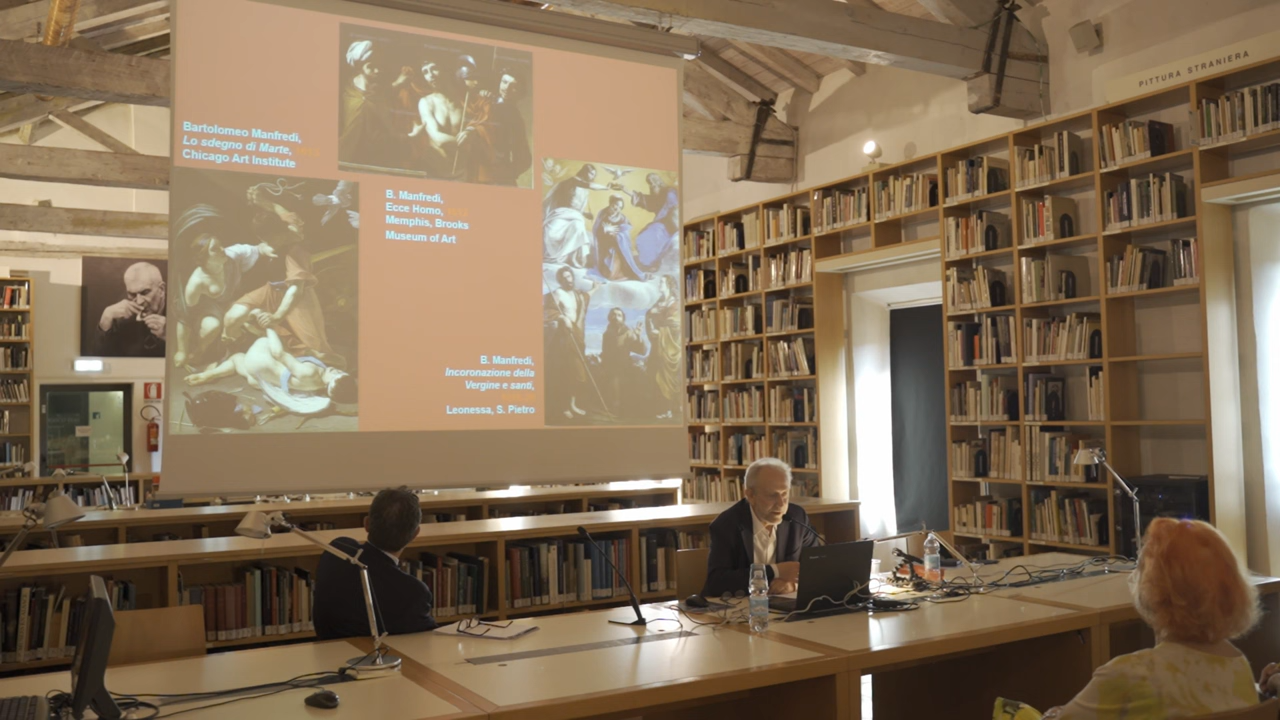 PITTURA STRANIERA
Bartolomeo Manfredi,
Lo sdegno di Marte,
Chicago Art Institute
B. Manfredi,
Ecce Homo,
Memphis, Brooks
Museum of Art
B. Manfredi,
Incoronazione della
Vergine e santi,
Leonessa, S. Pietro